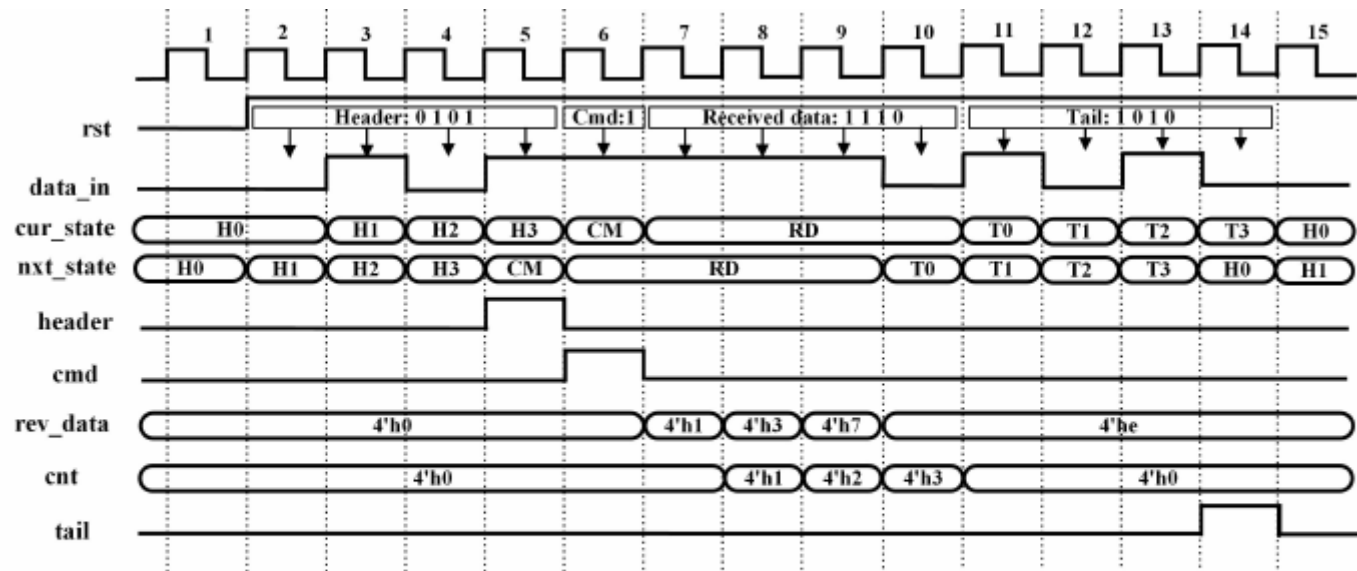 1 2 3 4 5 6 7 8 9 10 11 12 13 14 15
rst Header: 0 1 0 1 Cmd:1 Received data: 1 1 1 0 Tail: 1 0 1 0
data_in
cur_state H0 H1 H2 H3 CM RD T0 T1 T2 T3 H0
nxt_state H0 H1 H2 H3 CM RD T0 T1 T2 T3 H0 H1
header
cmd
rev_data 4'h0 4'h1 4'h3 4'h7 4'he
cnt 4'h0 4'h1 4'h2 4'h3 4'h0
tail